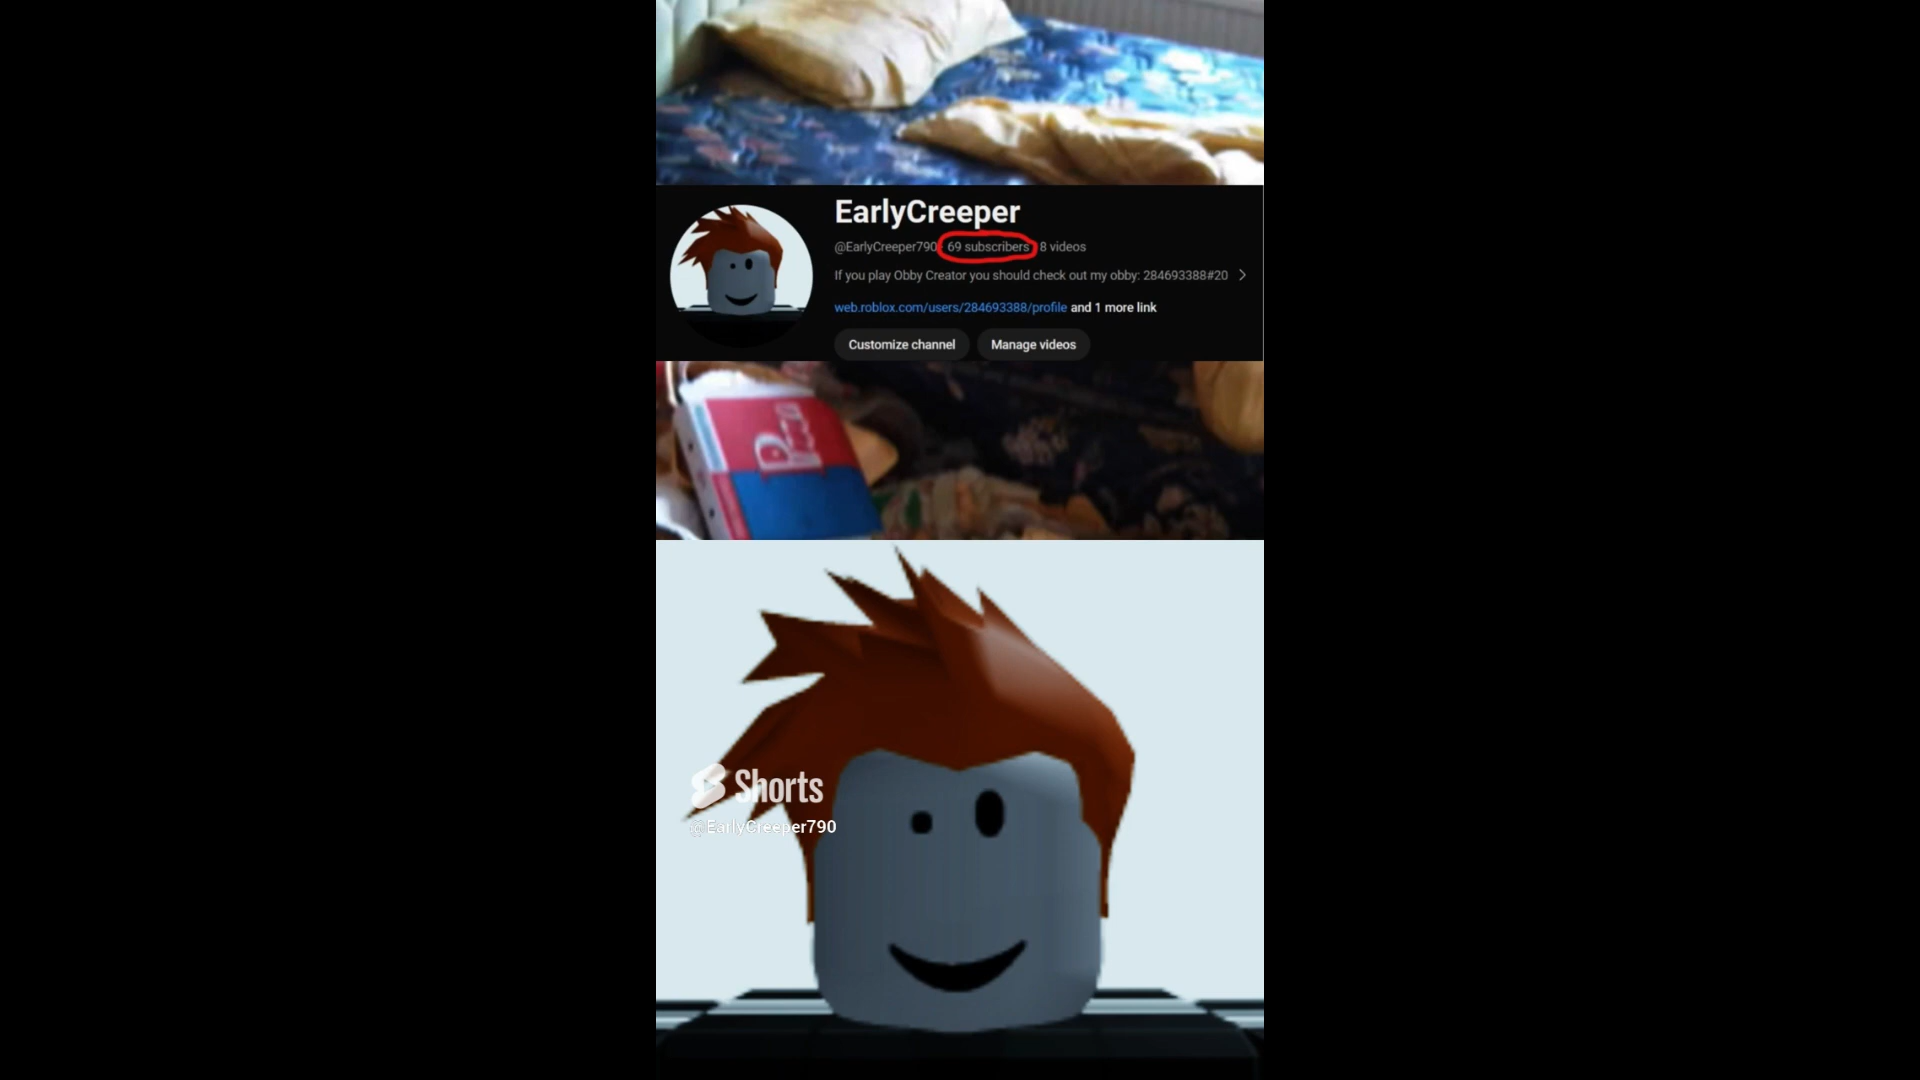 EarlyCreeper
@EarlyCreeper790 69 subscribers 8 videos
If you play Obby Creator you should check out my obby: 284693388#20
web.roblox.com/users/284693388/profile and 1 more link
Customize channel Manage videos
Shorts
@EarlyCreeper790